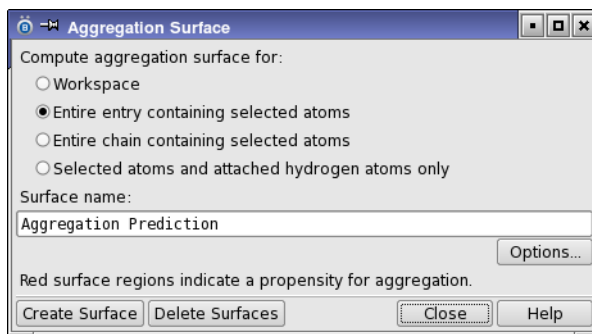 Aggregation Surface
Compute aggregation surface for:
Workspace
Entire entry containing selected atoms
Entire chain containing selected atoms
Selected atoms and attached hydrogen atoms only
Surface name:
Aggregation Prediction
Options...
Red surface regions indicate a propensity for aggregation.
Create Surface Delete Surfaces Close Help